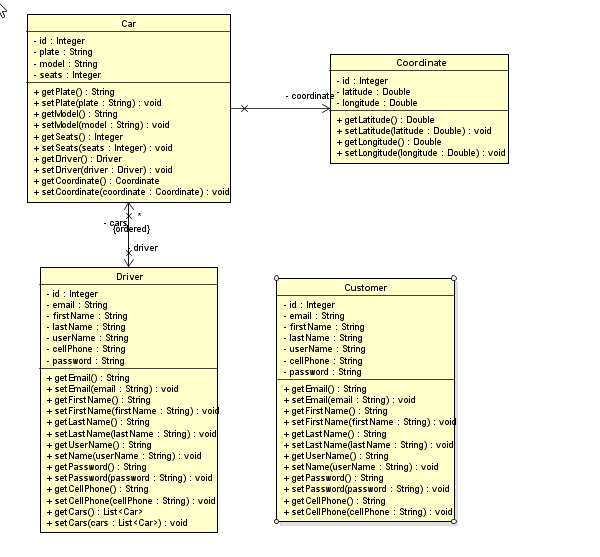 Car
- id : Integer
- plate : String
- model : String
- seats : Integer
+ getPlate() : String
+ setPlate(plate : String) : void
+ getModel() : String
+ setModel(model : String) : void
+ getSeats() : Integer
+ setSeats(seats : Integer) : void
+ getDriver() : Driver
+ setDriver(driver : Driver) : void
+ getCoordinate() : Coordinate
+ setCoordinate(coordinate : Coordinate) : void
- coordinate
Coordinate
- id : Integer
- latitude : Double
- longitude : Double
+ getLatitude() : Double
+ setLatitude(latitude : Double) : void
+ getLongitude() : Double
+ setLongitude(longitude : Double) : void
*
- cars
{ordered}
- driver
Driver
- id : Integer
- email : String
- firstName : String
- lastName : String
- userName : String
- cellPhone : String
- password : String
+ getEmail() : String
+ setEmail(email : String) : void
+ getFirstName() : String
+ setFirstName(firstName : String) : void
+ getLastName() : String
+ setLastName(lastName : String) : void
+ getUserName() : String
+ setName(userName : String) : void
+ getPassword() : String
+ setPassword(password : String) : void
+ getCellPhone() : String
+ setCellPhone(cellPhone : String) : void
+ getCars() : List<Car>
+ setCars(cars : List<Car>) : void
Customer
- id : Integer
- email : String
- firstName : String
- lastName : String
- userName : String
- cellPhone : String
- password : String
+ getEmail() : String
+ setEmail(email : String) : void
+ getFirstName() : String
+ setFirstName(firstName : String) : void
+ getLastName() : String
+ setLastName(lastName : String) : void
+ getUserName() : String
+ setName(userName : String) : void
+ getPassword() : String
+ setPassword(password : String) : void
+ getCellPhone() : String
+ setCellPhone(cellPhone : String) : void